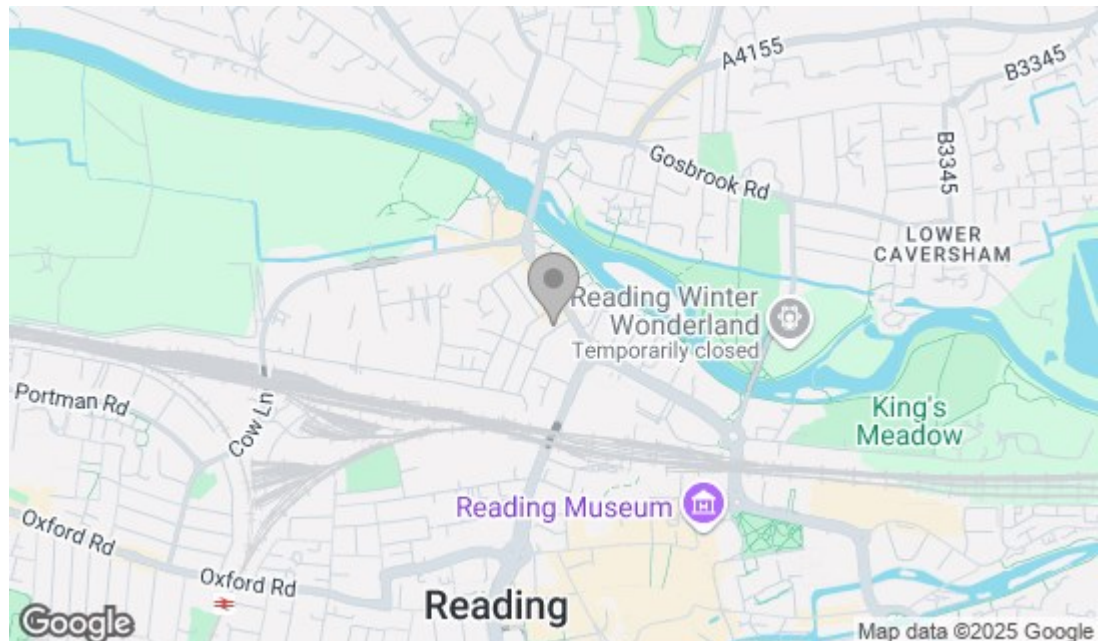 A4155
B3345
B3345
Gosbrook Rd
LOWER
CAVERSHAM
Reading Winter
Wonderland
Temporarily closed
Portman Rd
Cow Ln
King's
Meadow
Reading Museum
Oxford Rd
Oxford Rd
Reading
Google
Map data ©2025 Google